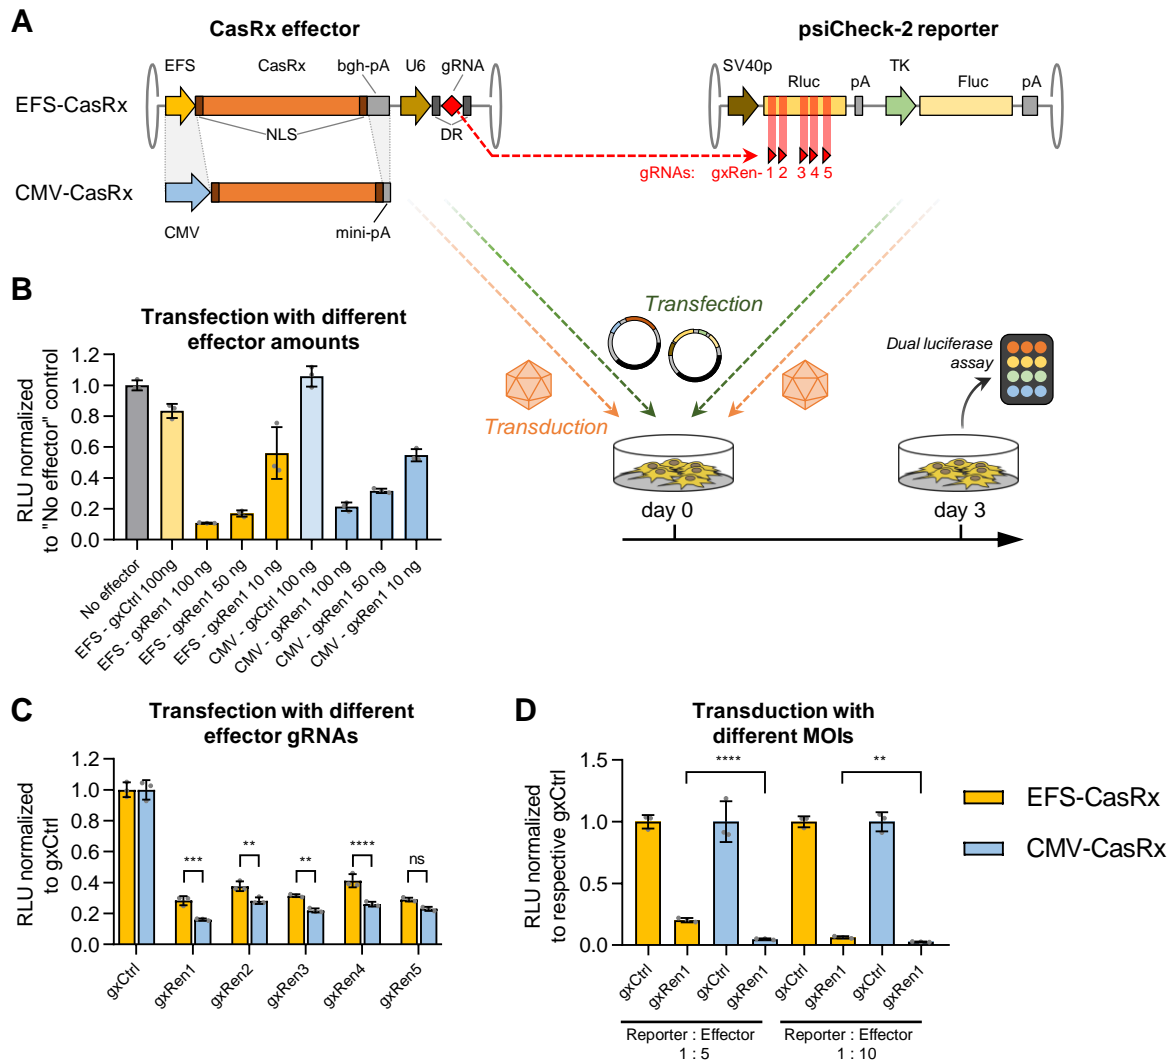 A
CasRx effector
psiCheck-2 reporter
EFS CasRx bgh-pA U6 gRNA
SV40p Rluc pA TK Fluc pA
EFS-CasRx
NLS
DR
gRNAs: gxRen- 1 2 3 4 5
CMV-CasRx
CMV
mini-pA
B
Transfection with different
effector amounts
RLU normalized
to "No effector" control
1.2
1.0
0.8
0.6
0.4
0.2
0.0
No effector
EFS - gxCtrl 100ng
EFS - gxRen1 100 ng
EFS - gxRen1 50 ng
EFS - gxRen1 10 ng
CMV - gxCtrl 100 ng
CMV - gxRen1 100 ng
CMV - gxRen1 50 ng
CMV - gxRen1 10 ng
Transfection
Transduction
Dual luciferase
assay
day 0
day 3
C
Transfection with different
effector gRNAs
RLU normalized
to gxCtrl
1.2
1.0
0.8
0.6
0.4
0.2
0.0
***
**
**
****
ns
gxCtrl
gxRen1
gxRen2
gxRen3
gxRen4
gxRen5
D
Transduction with
different MOIs
RLU normalized
to respective gxCtrl
1.5
1.0
0.5
0.0
****
**
gxCtrl
gxRen1
gxCtrl
gxRen1
gxCtrl
gxRen1
gxCtrl
gxRen1
Reporter : Effector
1 : 5
Reporter : Effector
1 : 10
EFS-CasRx
CMV-CasRx